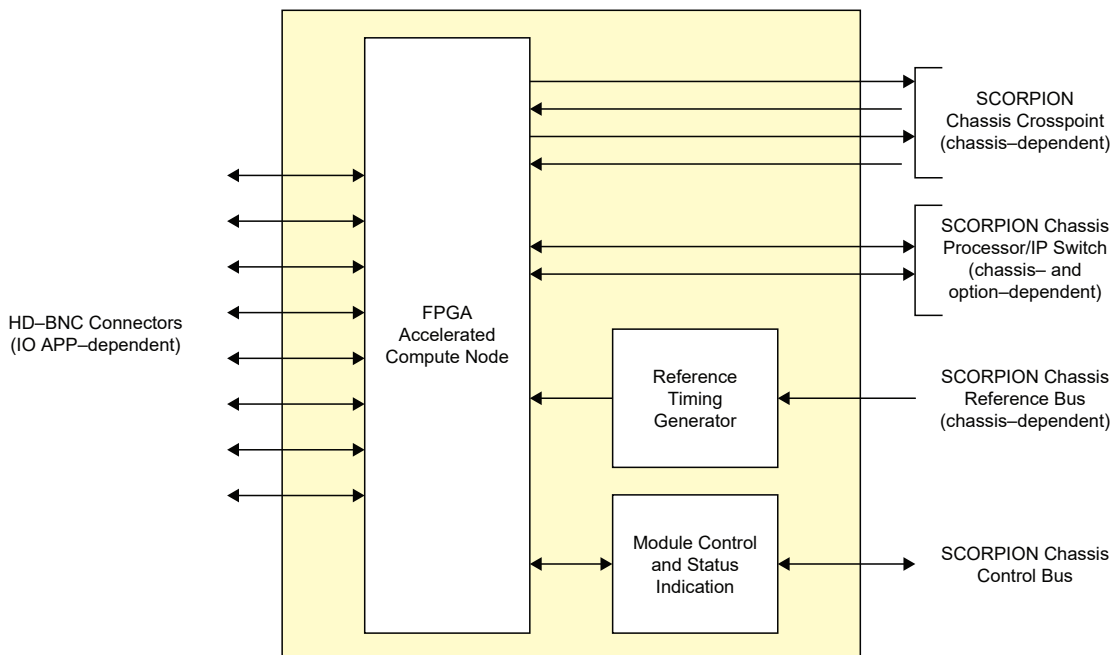 HD–BNC Connectors
(IO APP–dependent)
FPGA
Accelerated
Compute Node
SCORPION
Chassis Crosspoint
(chassis–dependent)
SCORPION Chassis
Processor/IP Switch
(chassis– and
option–dependent)
Reference
Timing
Generator
SCORPION Chassis
Reference Bus
(chassis–dependent)
Module Control
and Status
Indication
SCORPION Chassis
Control Bus